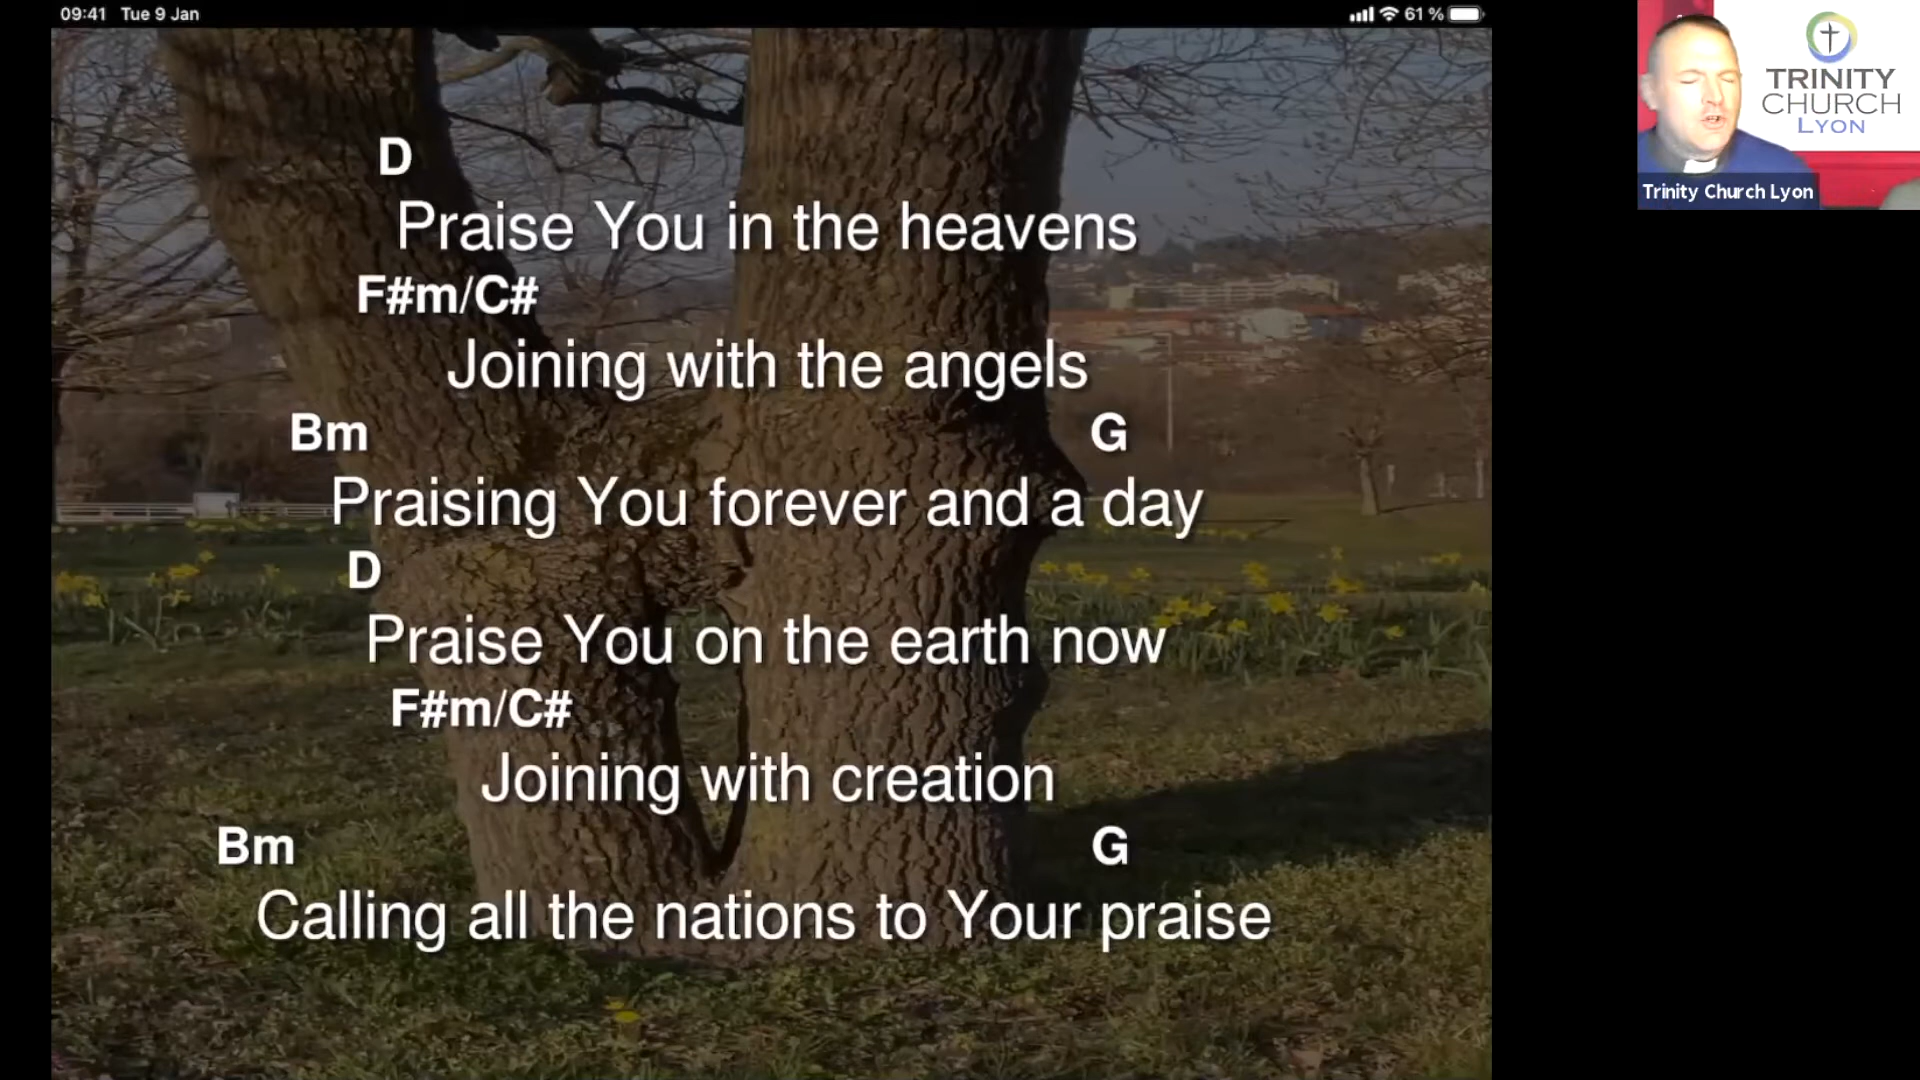 09:41 Tue 9 Jan
61 %
D
Praise You in the heavens
F#m/C#
Joining with the angels
Bm G
Praising You forever and a day
D
Praise You on the earth now
F#m/C#
Joining with creation
Bm G
Calling all the nations to Your praise
TRINITY
CHURCH
LYON
Trinity Church Lyon